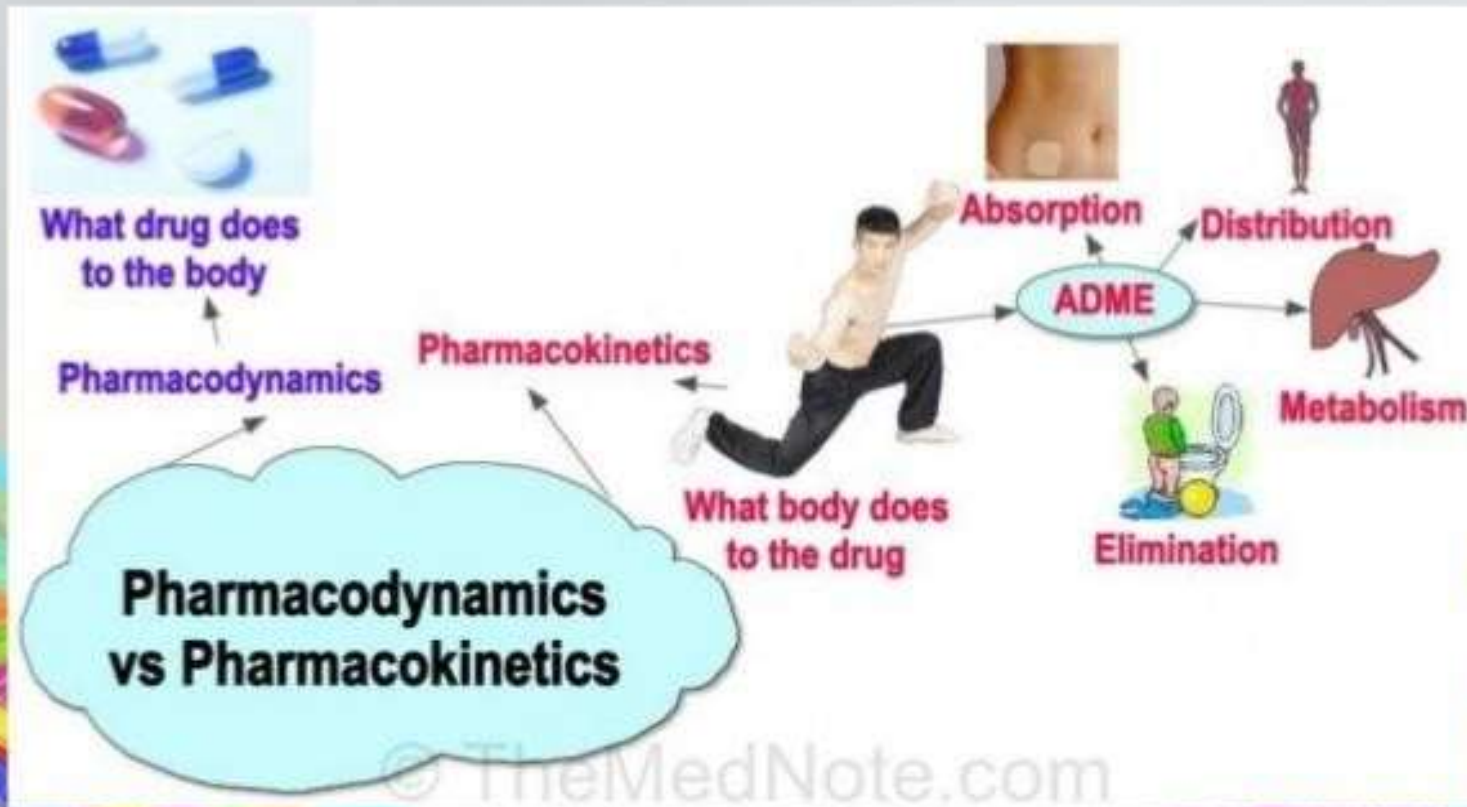 What drug does
to the body
Pharmacodynamics
Pharmacokinetics
What body does
to the drug
ADME
Absorption
Distribution
Metabolism
Elimination
Pharmacodynamics
vs Pharmacokinetics
© TheMedNote.com